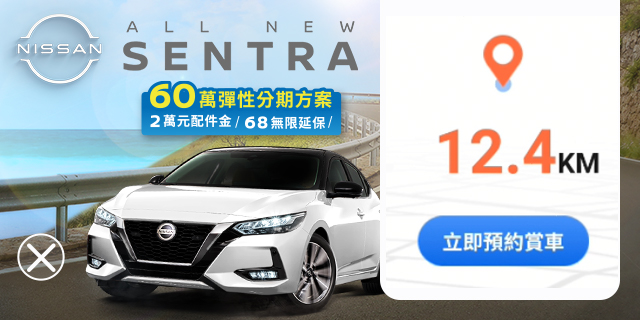 NISSAN
ALL NEW
SENTRA
60萬彈性分期方案
2萬元配件金/68無限延保/
12.4KM
立即預約賞車